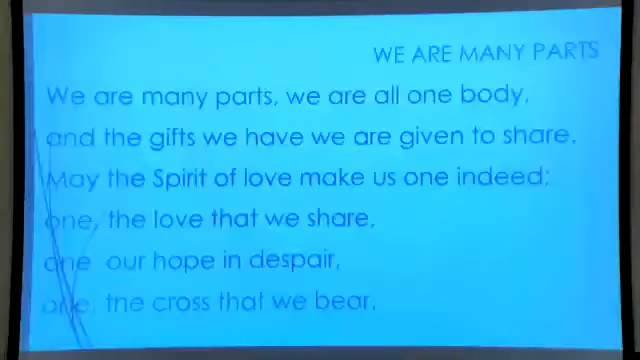 WE ARE MANY PARTS
We are many parts, we are all one body,
and the gifts we have we are given to share.
May the Spirit of love make us one indeed;
one, the love that we share,
one our hope in despair,
one, the cross that we bear.